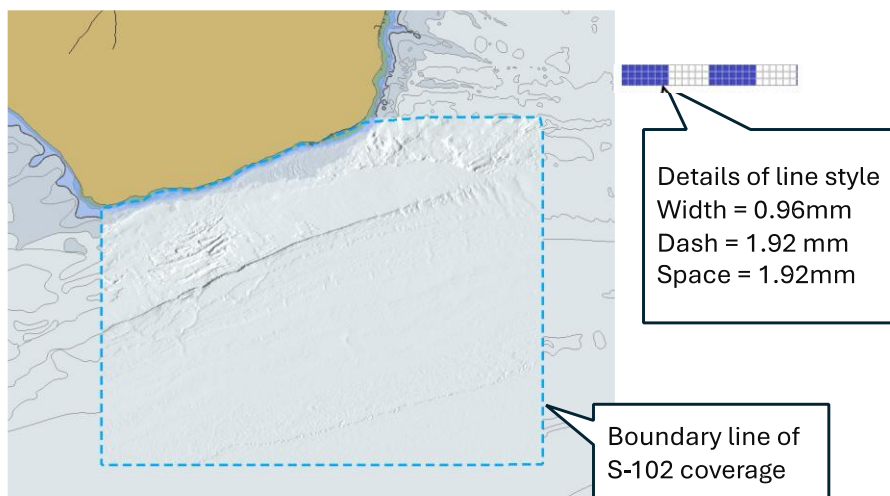 Details of line style
Width = 0.96mm
Dash = 1.92 mm
Space = 1.92mm
Boundary line of
S-102 coverage